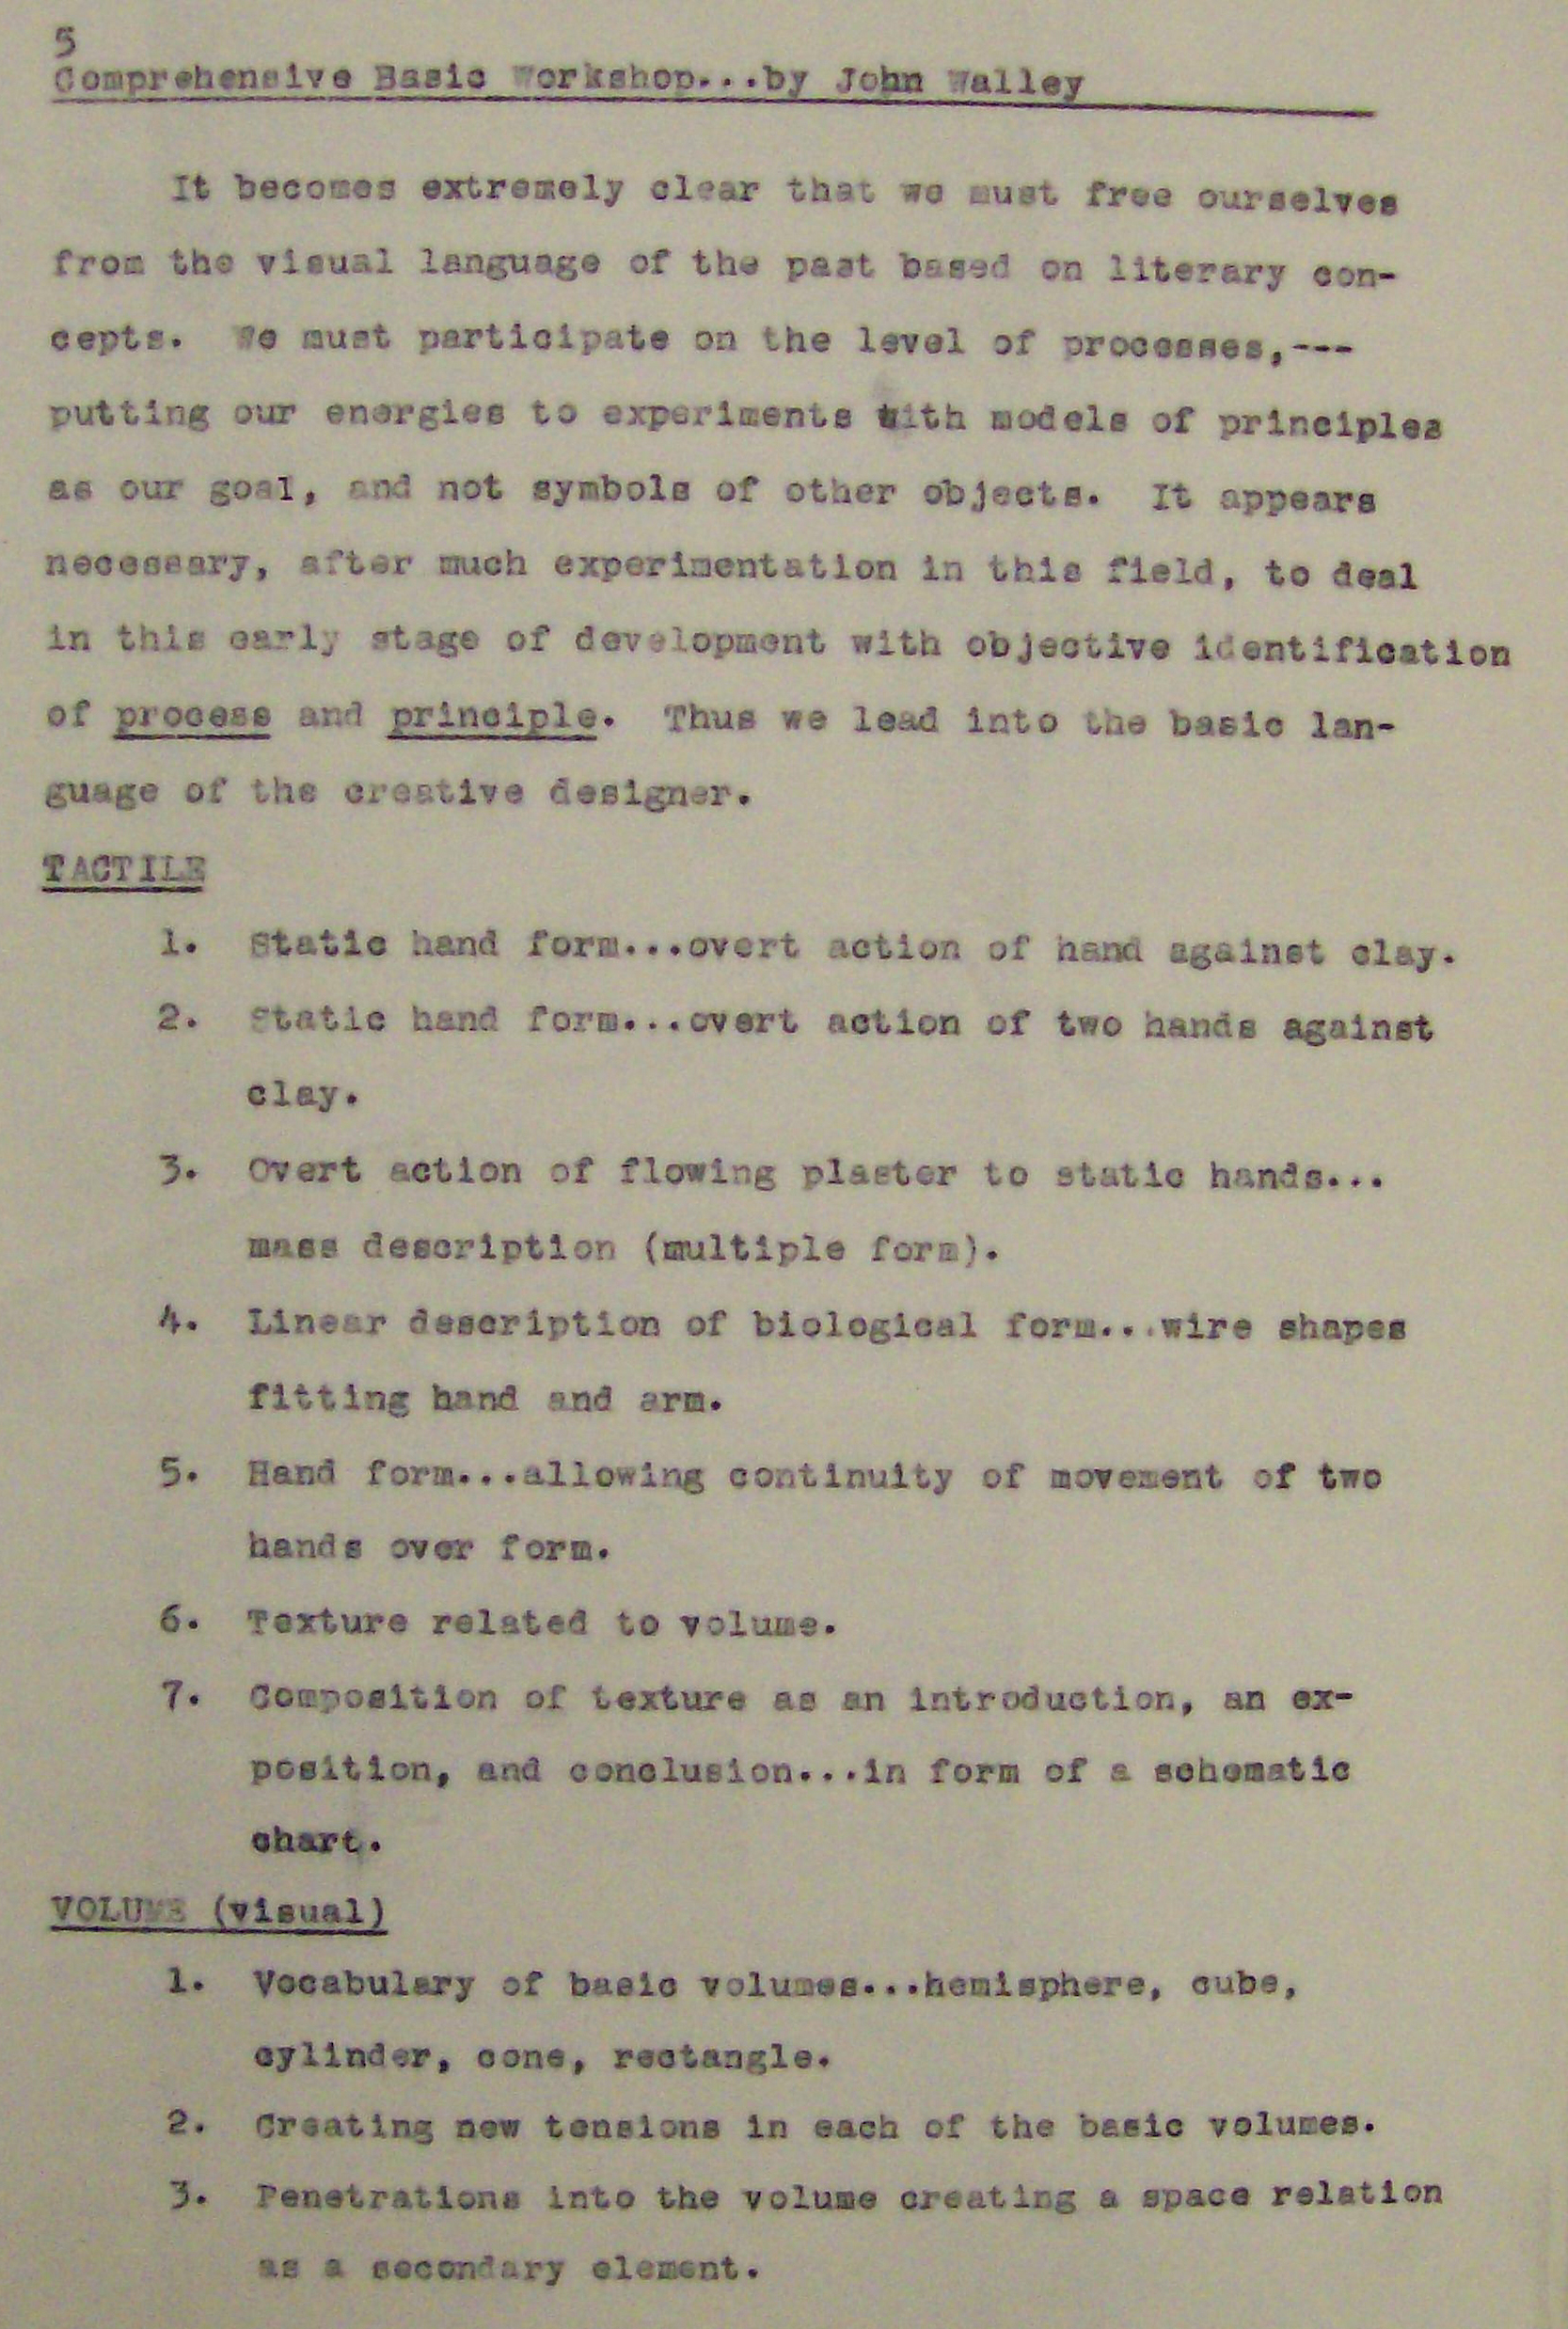 5
Comprehensive Basic Workshop...by John Walley
It becomes extremely clear that we must free ourselves
from the visual language of the past based on literary con-
cepts. We must participate on the level of processes,---
putting our energies to experiments with models of principles
as our goal, and not symbols of other objects. It appears
necessary, after much experimentation in this field, to deal
in this early stage of development with objective identification
of process and principle. Thus we lead into the basic lan-
guage of the creative designer.
TACTILE
1. Static hand form...overt action of hand against clay.
2. Static hand form...overt action of two hands against
clay.
3. Overt action of flowing plaster to static hands...
mass description (multiple form).
4. Linear description of biological form...wire shapes
fitting hand and arm.
5. Hand form...allowing continuity of movement of two
hands over form.
6. Texture related to volume.
7. Composition of texture as an introduction, an ex-
position, and conclusion...in form of a schematic
chart.
VOLUME (visual)
1. Vocabulary of basic volumes...hemisphere, cube,
cylinder, cone, rectangle.
2. Creating new tensions in each of the basic volumes.
3. Penetrations into the volume creating a space relation
as a secondary element.